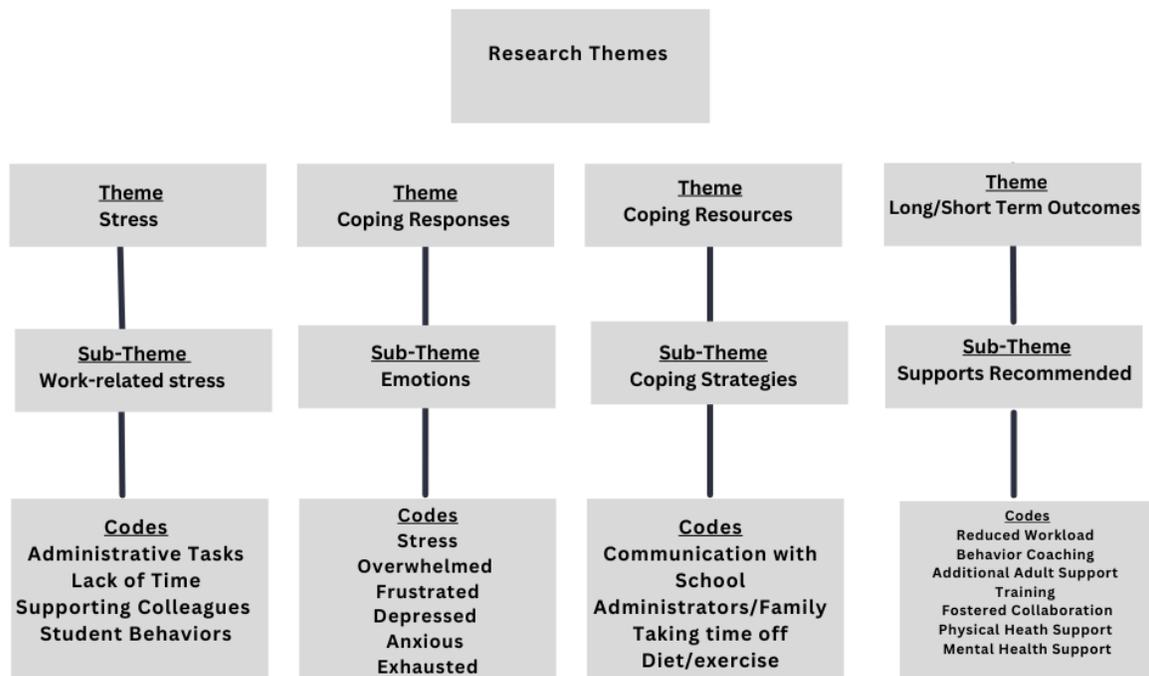 Research Themes
Theme
Stress
Theme
Coping Responses
Theme
Coping Resources
Theme
Long/Short Term Outcomes
Sub-Theme
Work-related stress
Sub-Theme
Emotions
Sub-Theme
Coping Strategies
Sub-Theme
Supports Recommended
Codes
Administrative Tasks
Lack of Time
Supporting Colleagues
Student Behaviors
Codes
Stress
Overwhelmed
Frustrated
Depressed
Anxious
Exhausted
Codes
Communication with
School
Administrators/Family
Taking time off
Diet/exercise
Codes
Reduced Workload
Behavior Coaching
Additional Adult Support
Training
Fostered Collaboration
Physical Heath Support
Mental Health Support